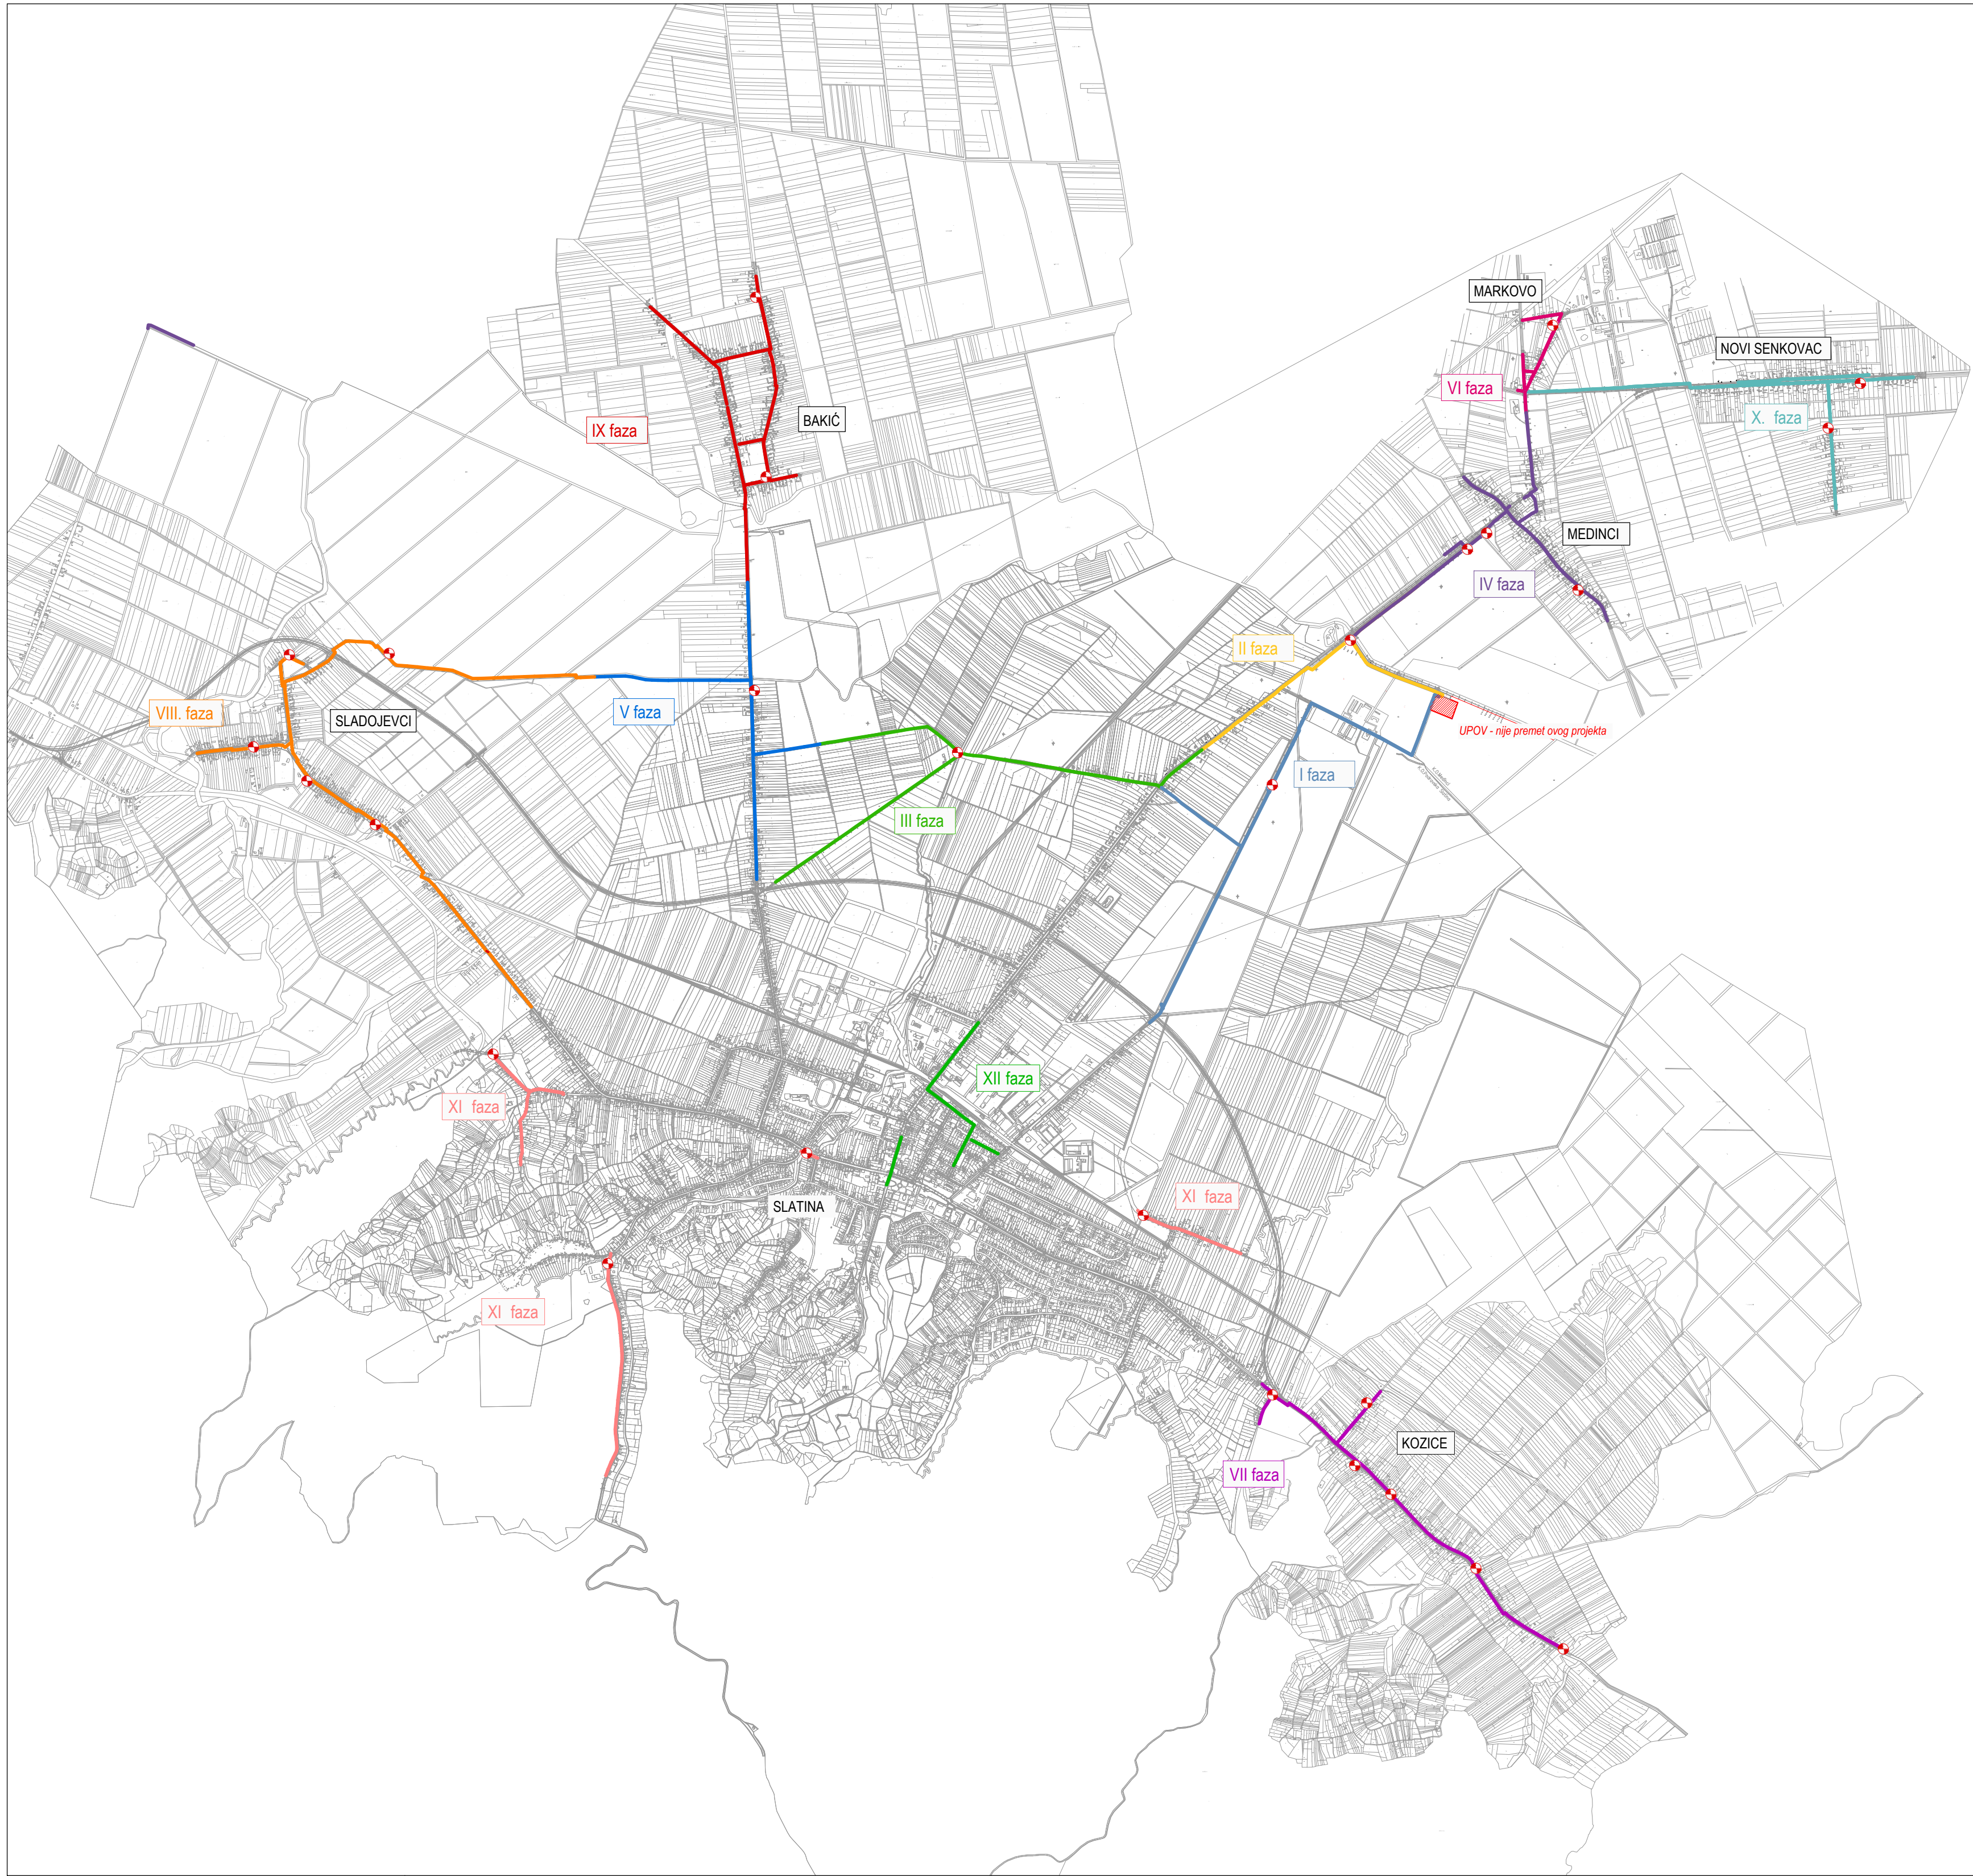 MARKOVO
NOVI SENKOVAC
VI faza
X. faza
BAKIĆ
IX faza
MEDINCI
IV faza
II faza
VIII. faza
SLADOJEVCI
V faza
UPOV - nije premet ovog projekta
I faza
III faza
XII faza
XI faza
XI faza
SLATINA
XI faza
KOZICE
VII faza